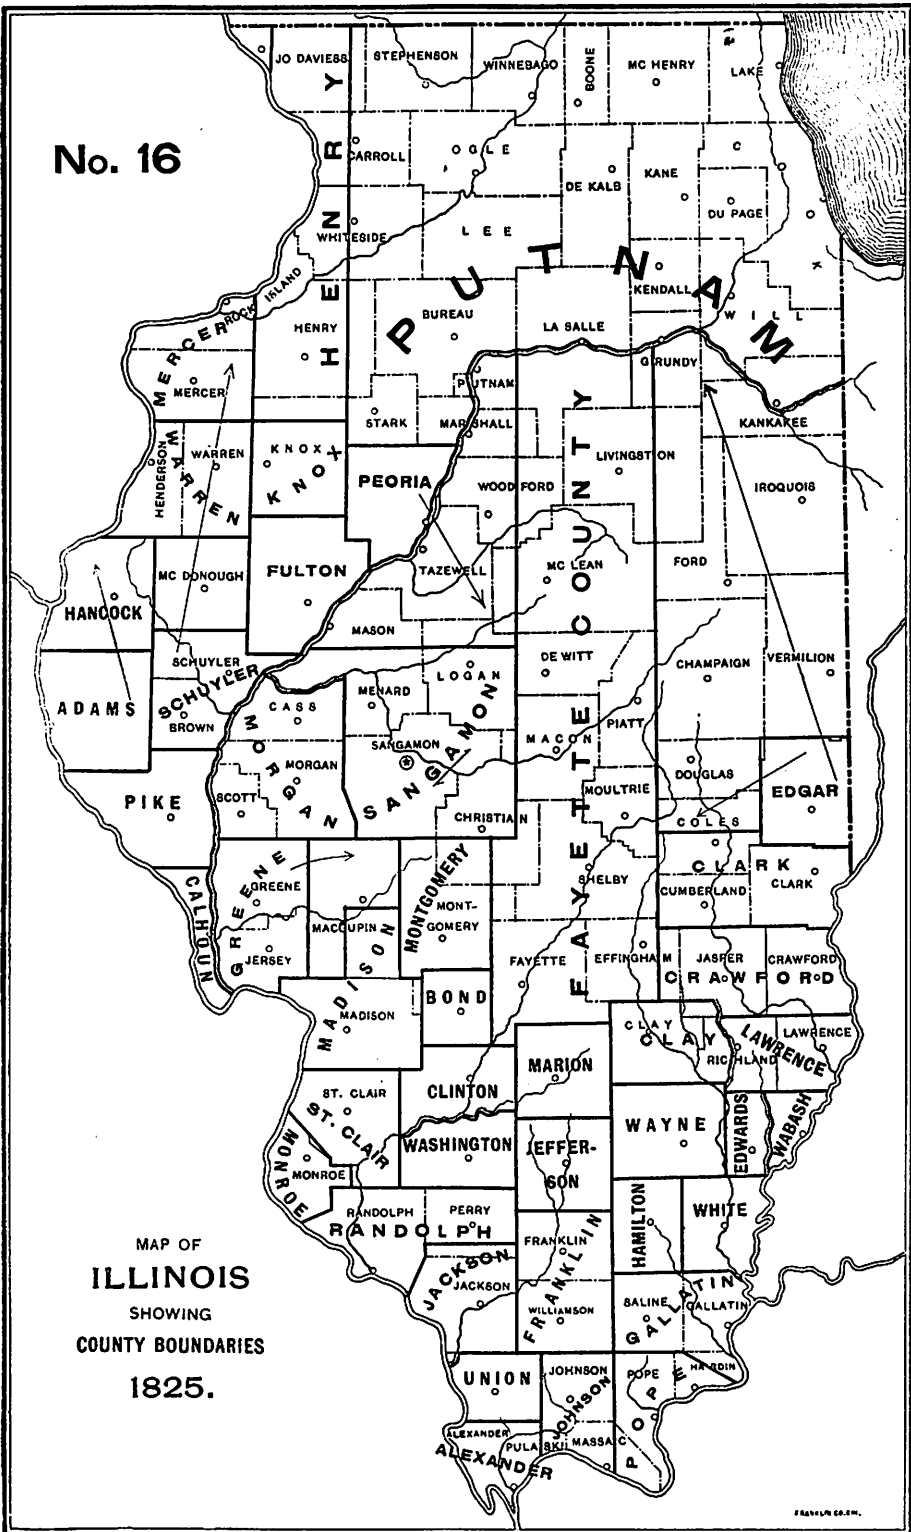 No. 16
JO DAVIESS
STEPHENSON
WINNEBAGO
BOONE
MC HENRY
LAKE
CARROLL
OGLE
DE KALB
KANE
C
DU PAGE
WHITESIDE
LEE
HENRY
PUTNAM
ROCK ISLAND
MERCER
HENRY
BUREAU
LA SALLE
KENDALL
WILL
K
GRUNDY
MERCER
PUTNAM
STARK
MARSHALL
KANKAKEE
HENDERSON
WARREN
WARREN
KNOX
KNOX
PEORIA
WOODFORD
LIVINGSTON
IROQUOIS
HANCOCK
MC DONOUGH
FULTON
TAZEWELL
MC LEAN
FORD
MASON
FAYETTE COUNTY
ADAMS
SCHUYLER
SCHUYLER
BROWN
CASS
MENARD
LOGAN
DE WITT
CHAMPAIGN
VERMILION
PIATT
MACON
SANGAMON
SANGAMON
MORGAN
MORGAN
SCOTT
PIKE
CHRISTIAN
MOULTRIE
DOUGLAS
COLES
EDGAR
CALHOUN
GREENE
GREENE
JERSEY
MACOUPIN
MONTGOMERY
MONT-
GOMERY
SHELBY
CLARK
CUMBERLAND
CLARK
MADISON
MADISON
BOND
FAYETTE
EFFINGHAM
JASPER
CRAWFORD
CRAWFORD
CLAY
CLAY
RICHLAND
LAWRENCE
LAWRENCE
ST. CLAIR
ST. CLAIR
CLINTON
MARION
WAYNE
EDWARDS
WABASH
MONROE
MONROE
WASHINGTON
JEFFER-
SON
RANDOLPH
PERRY
RANDOLPH
HAMILTON
WHITE
JACKSON
JACKSON
FRANKLIN
FRANKLIN
WILLIAMSON
SALINE
GALLATIN
GALLATIN
UNION
JOHNSON
JOHNSON
POPE
POPE
HARDIN
ALEXANDER
ALEXANDER
PULASKI
MASSAC
MAP OF
ILLINOIS
SHOWING
COUNTY BOUNDARIES
1825.
FRANKLIN CO. CHI.